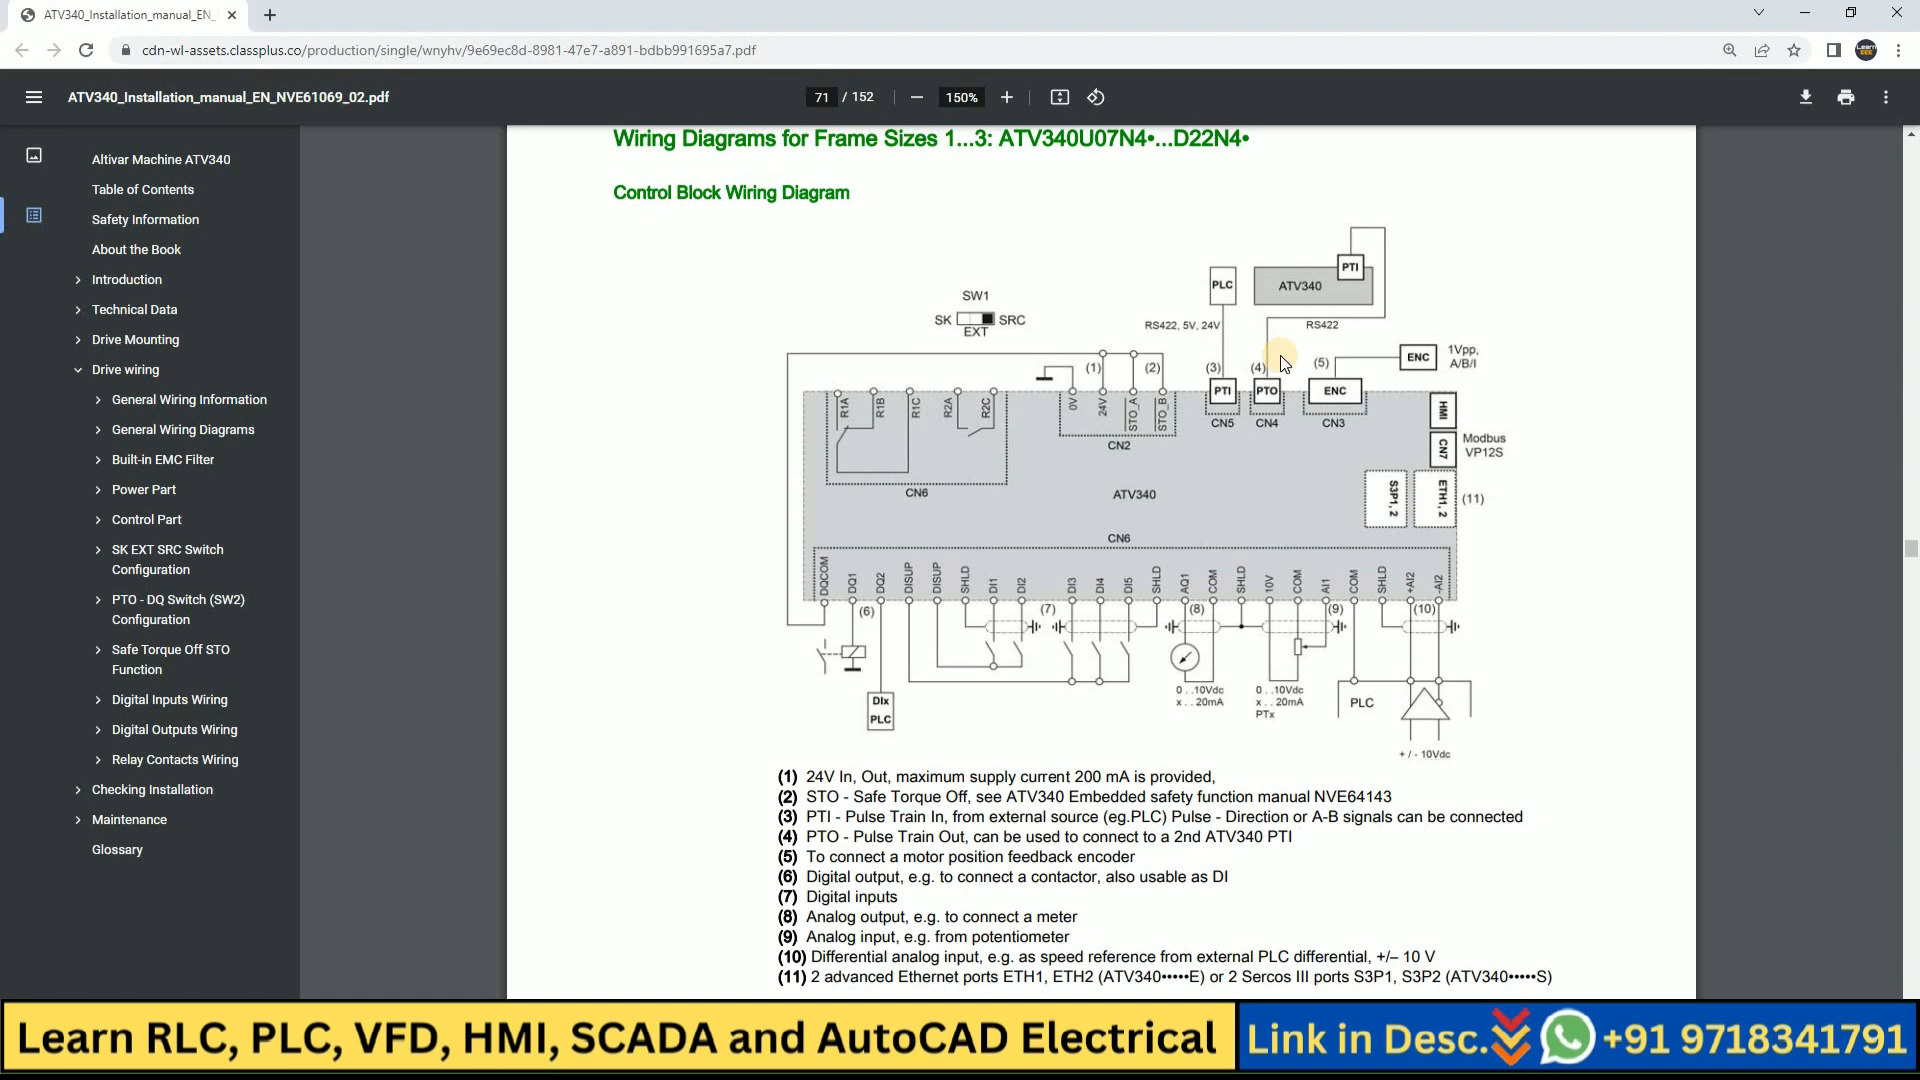 ATV340_Installation_manual_EN_
cdn-wl-assets.classplus.co/production/single/wnyhv/9e69ec8d-8981-47e7-a891-bdbb991695a7.pdf
ATV340_Installation_manual_EN_NVE61069_02.pdf
71 / 152
150%
Altivar Machine ATV340
Table of Contents
Safety Information
About the Book
Introduction
Technical Data
Drive Mounting
Drive wiring
General Wiring Information
General Wiring Diagrams
Built-in EMC Filter
Power Part
Control Part
SK EXT SRC Switch
Configuration
PTO - DQ Switch (SW2)
Configuration
Safe Torque Off STO
Function
Digital Inputs Wiring
Digital Outputs Wiring
Relay Contacts Wiring
Checking Installation
Maintenance
Glossary
Wiring Diagrams for Frame Sizes 1...3: ATV340U07N4•...D22N4•
Control Block Wiring Diagram
PTI
PLC
ATV340
SW1
SK
SRC
EXT
RS422, 5V, 24V
RS422
ENC
1Vpp,
A/B/I
(1)
(2)
(3)
(4)
(5)
R1A
R1B
R1C
R2A
R2C
0V
24V
STO_A
STO_B
PTI
PTO
ENC
HMI
CN5
CN4
CN3
CN2
CN7
Modbus
VP12S
CN6
ATV340
S3P1, 2
ETH1, 2
(11)
CN6
DQCOM
DQ1
DQ2
DISUP
DISUP
SHLD
DI1
DI2
DI3
DI4
DI5
SHLD
AQ1
COM
SHLD
10V
COM
AI1
COM
SHLD
+AI2
-AI2
(6)
(7)
(8)
(9)
(10)
DIx
PLC
0...10Vdc
x...20mA
0...10Vdc
x...20mA
PTx
PLC
+ / - 10Vdc
(1) 24V In, Out, maximum supply current 200 mA is provided,
(2) STO - Safe Torque Off, see ATV340 Embedded safety function manual NVE64143
(3) PTI - Pulse Train In, from external source (eg.PLC) Pulse - Direction or A-B signals can be connected
(4) PTO - Pulse Train Out, can be used to connect to a 2nd ATV340 PTI
(5) To connect a motor position feedback encoder
(6) Digital output, e.g. to connect a contactor, also usable as DI
(7) Digital inputs
(8) Analog output, e.g. to connect a meter
(9) Analog input, e.g. from potentiometer
(10) Differential analog input, e.g. as speed reference from external PLC differential, +/– 10 V
(11) 2 advanced Ethernet ports ETH1, ETH2 (ATV340•••••E) or 2 Sercos III ports S3P1, S3P2 (ATV340•••••S)
Learn RLC, PLC, VFD, HMI, SCADA and AutoCAD Electrical
Link in Desc.
+91 9718341791